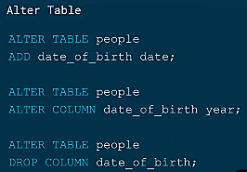 Alter Table
ALTER TABLE people
ADD date_of_birth date;
ALTER TABLE people
ALTER COLUMN date_of_birth year;
ALTER TABLE people
DROP COLUMN date_of_birth;